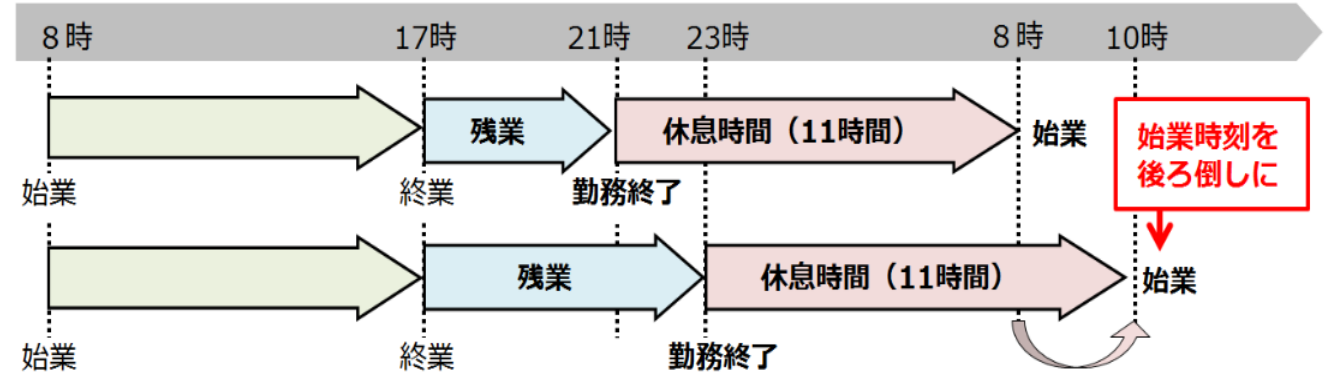 8時 17時 21時 23時 8時 10時
残業 休息時間（11時間） 始業
始業時刻を
後ろ倒しに
始業 終業 勤務終了
残業 休息時間（11時間） 始業
始業 終業 勤務終了